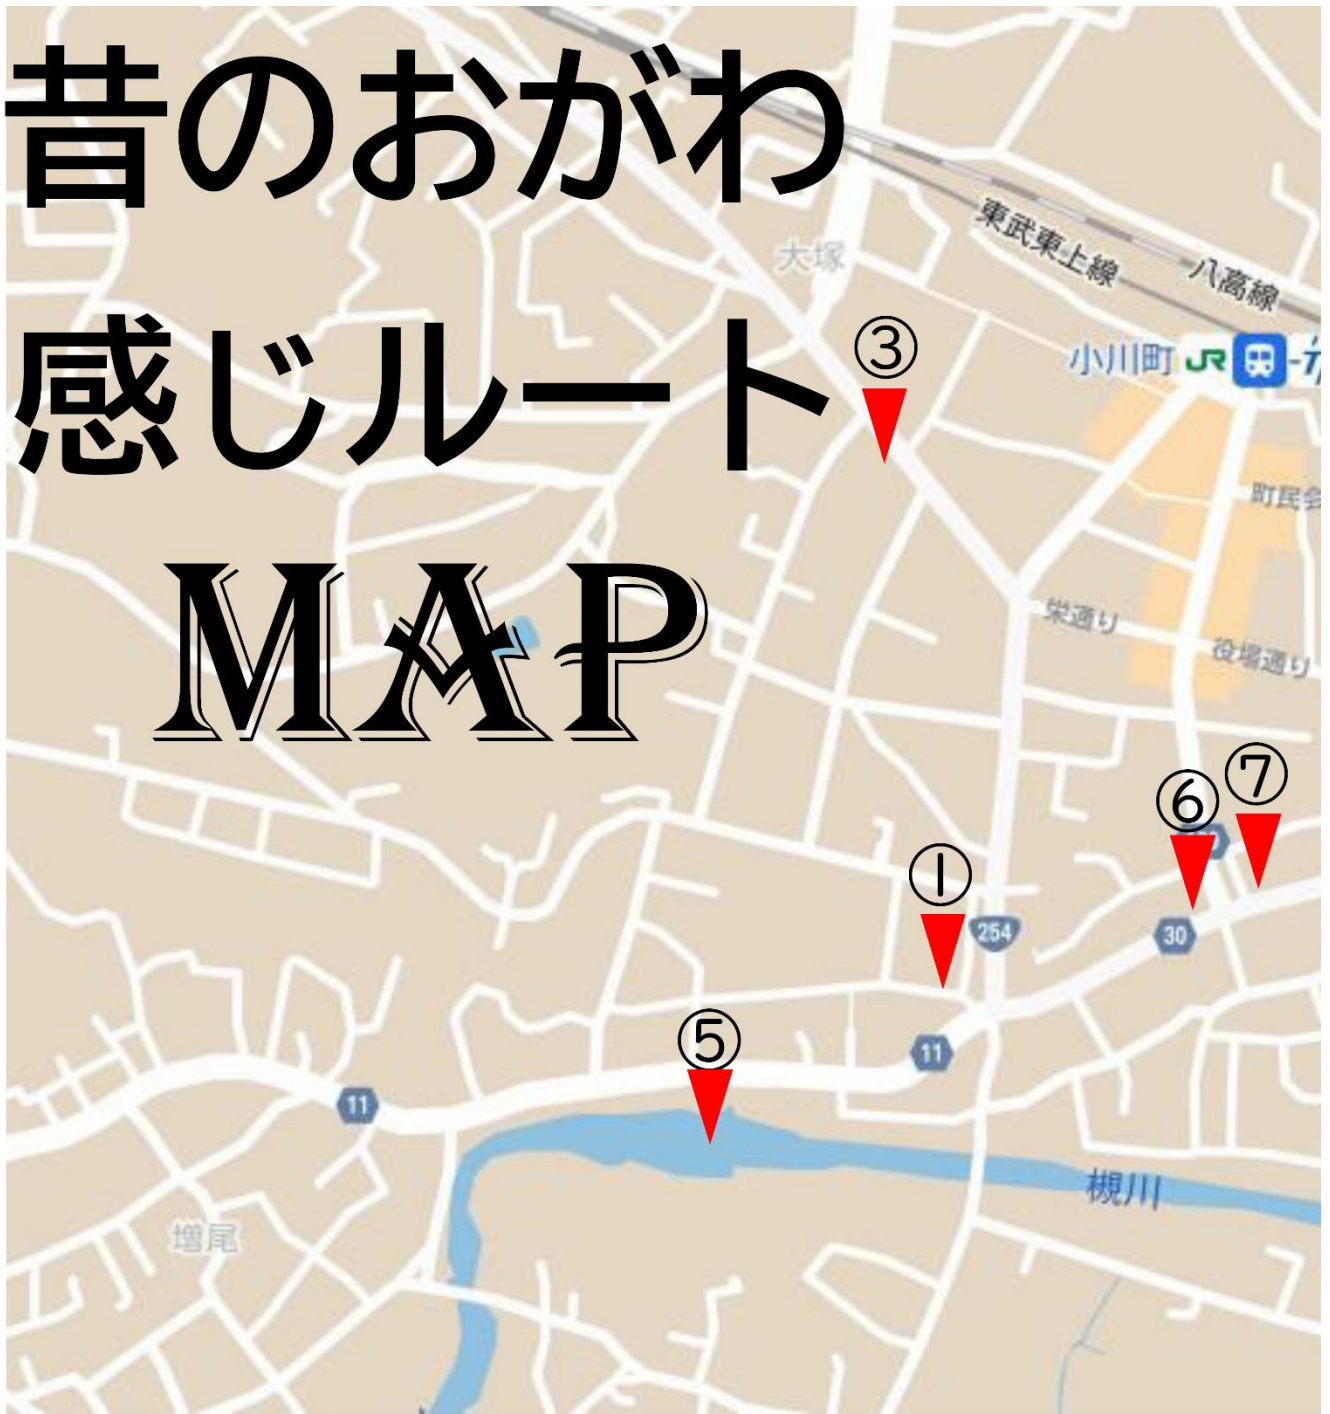 昔のおがわ
東武東上線
八高線
大塚
感じルート
③
小川町 JR
町民会
MAP
栄通り
役場通り
⑦
⑥
①
254
30
⑤
11
11
槻川
増尾